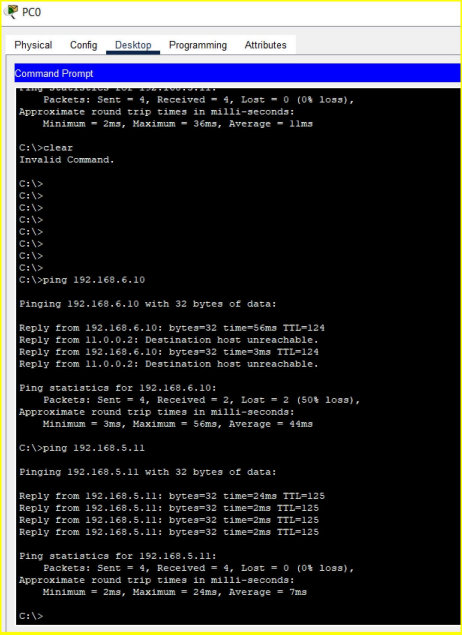 PC0
Physical Config Desktop Programming Attributes
Command Prompt
Ping statistics for 192.168.5.11:
Packets: Sent = 4, Received = 4, Lost = 0 (0% loss),
Approximate round trip times in milli-seconds:
Minimum = 2ms, Maximum = 36ms, Average = 11ms
C:\>clear
Invalid Command.
C:\>
C:\>
C:\>
C:\>
C:\>
C:\>
C:\>
C:\>
C:\>ping 192.168.6.10
Pinging 192.168.6.10 with 32 bytes of data:
Reply from 192.168.6.10: bytes=32 time=56ms TTL=124
Reply from 11.0.0.2: Destination host unreachable.
Reply from 192.168.6.10: bytes=32 time=3ms TTL=124
Reply from 11.0.0.2: Destination host unreachable.
Ping statistics for 192.168.6.10:
Packets: Sent = 4, Received = 2, Lost = 2 (50% loss),
Approximate round trip times in milli-seconds:
Minimum = 3ms, Maximum = 56ms, Average = 44ms
C:\>ping 192.168.5.11
Pinging 192.168.5.11 with 32 bytes of data:
Reply from 192.168.5.11: bytes=32 time=24ms TTL=125
Reply from 192.168.5.11: bytes=32 time=2ms TTL=125
Reply from 192.168.5.11: bytes=32 time=2ms TTL=125
Reply from 192.168.5.11: bytes=32 time=2ms TTL=125
Ping statistics for 192.168.5.11:
Packets: Sent = 4, Received = 4, Lost = 0 (0% loss),
Approximate round trip times in milli-seconds:
Minimum = 2ms, Maximum = 24ms, Average = 7ms
C:\>